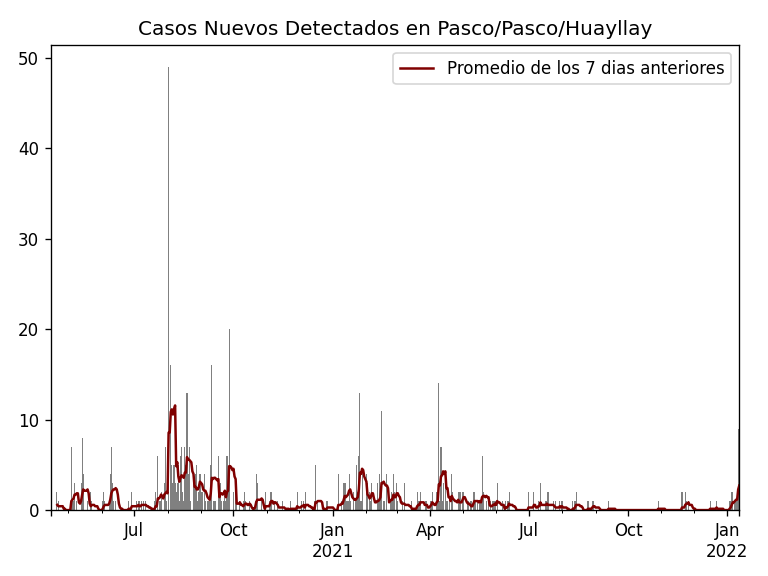 Casos Nuevos Detectados en Pasco/Pasco/Huayllay
Promedio de los 7 dias anteriores
50
40
30
20
10
0
Jul Oct Jan Apr Jul Oct Jan
2021 2022